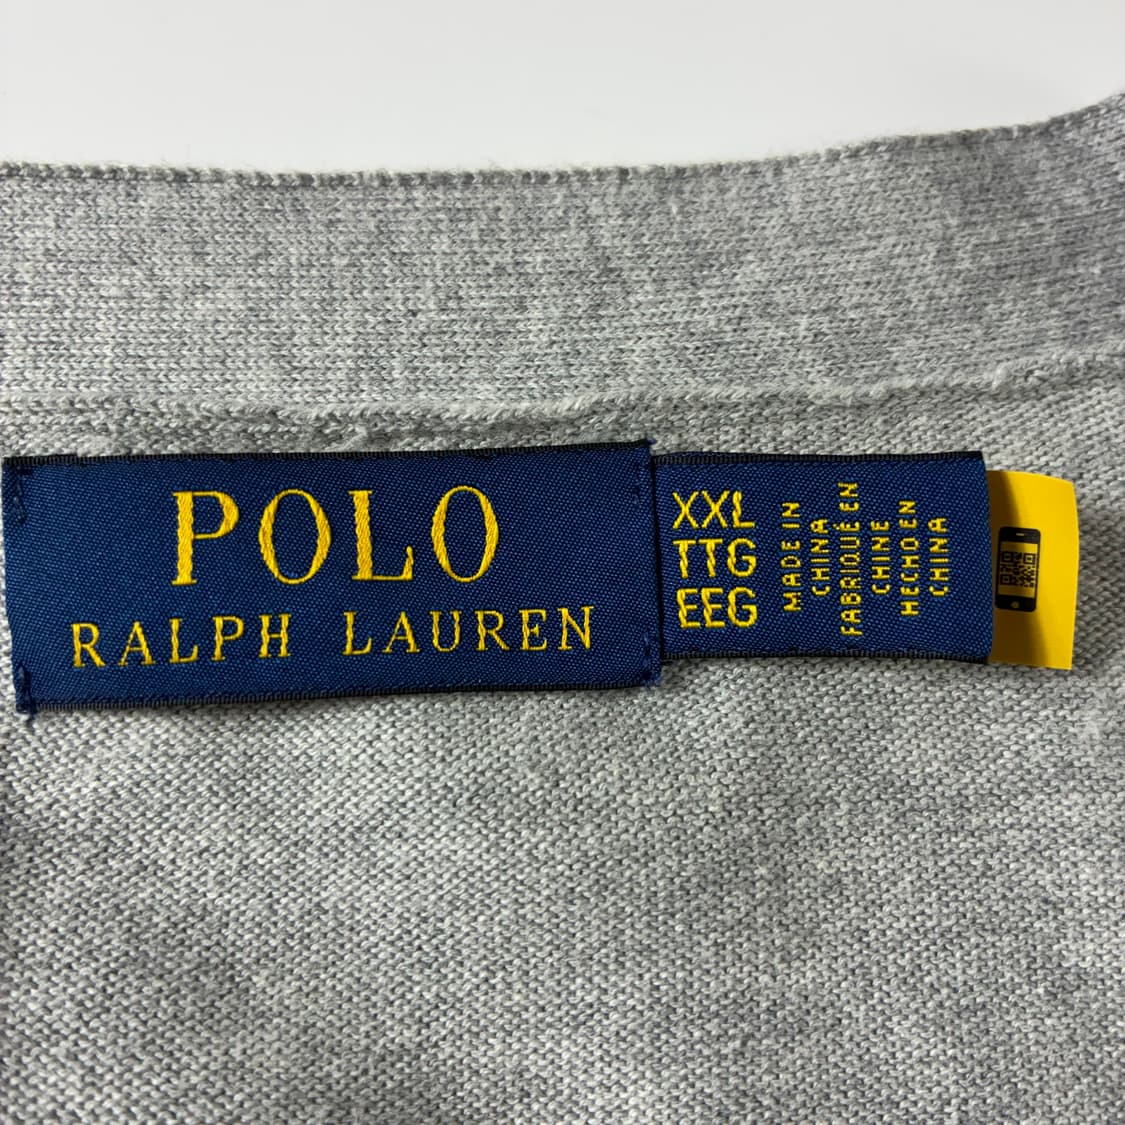 POLO
RALPH LAUREN
XXL
TTG
EEG
MADE IN
CHINA
FABRIQUÉ EN
CHINE
HECHO EN
CHINA